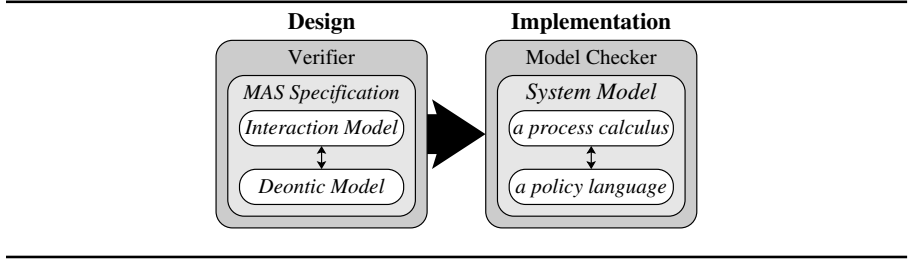 Design
Implementation
Verifier
MAS Specification
Interaction Model
Deontic Model
Model Checker
System Model
a process calculus
a policy language